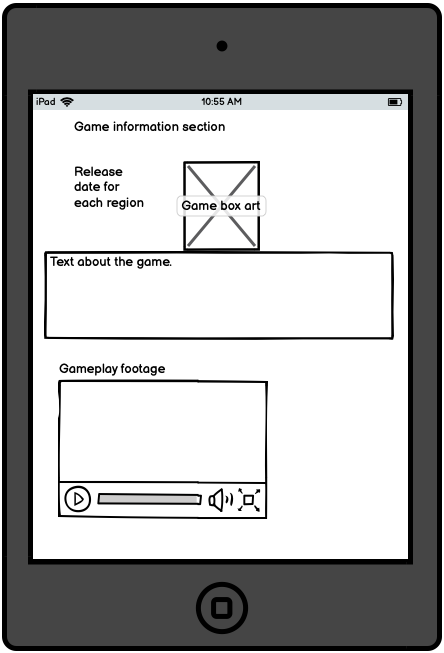 iPad 10:55 AM
Game information section
Release
date for
each region
Game box art
Text about the game.
Gameplay footage